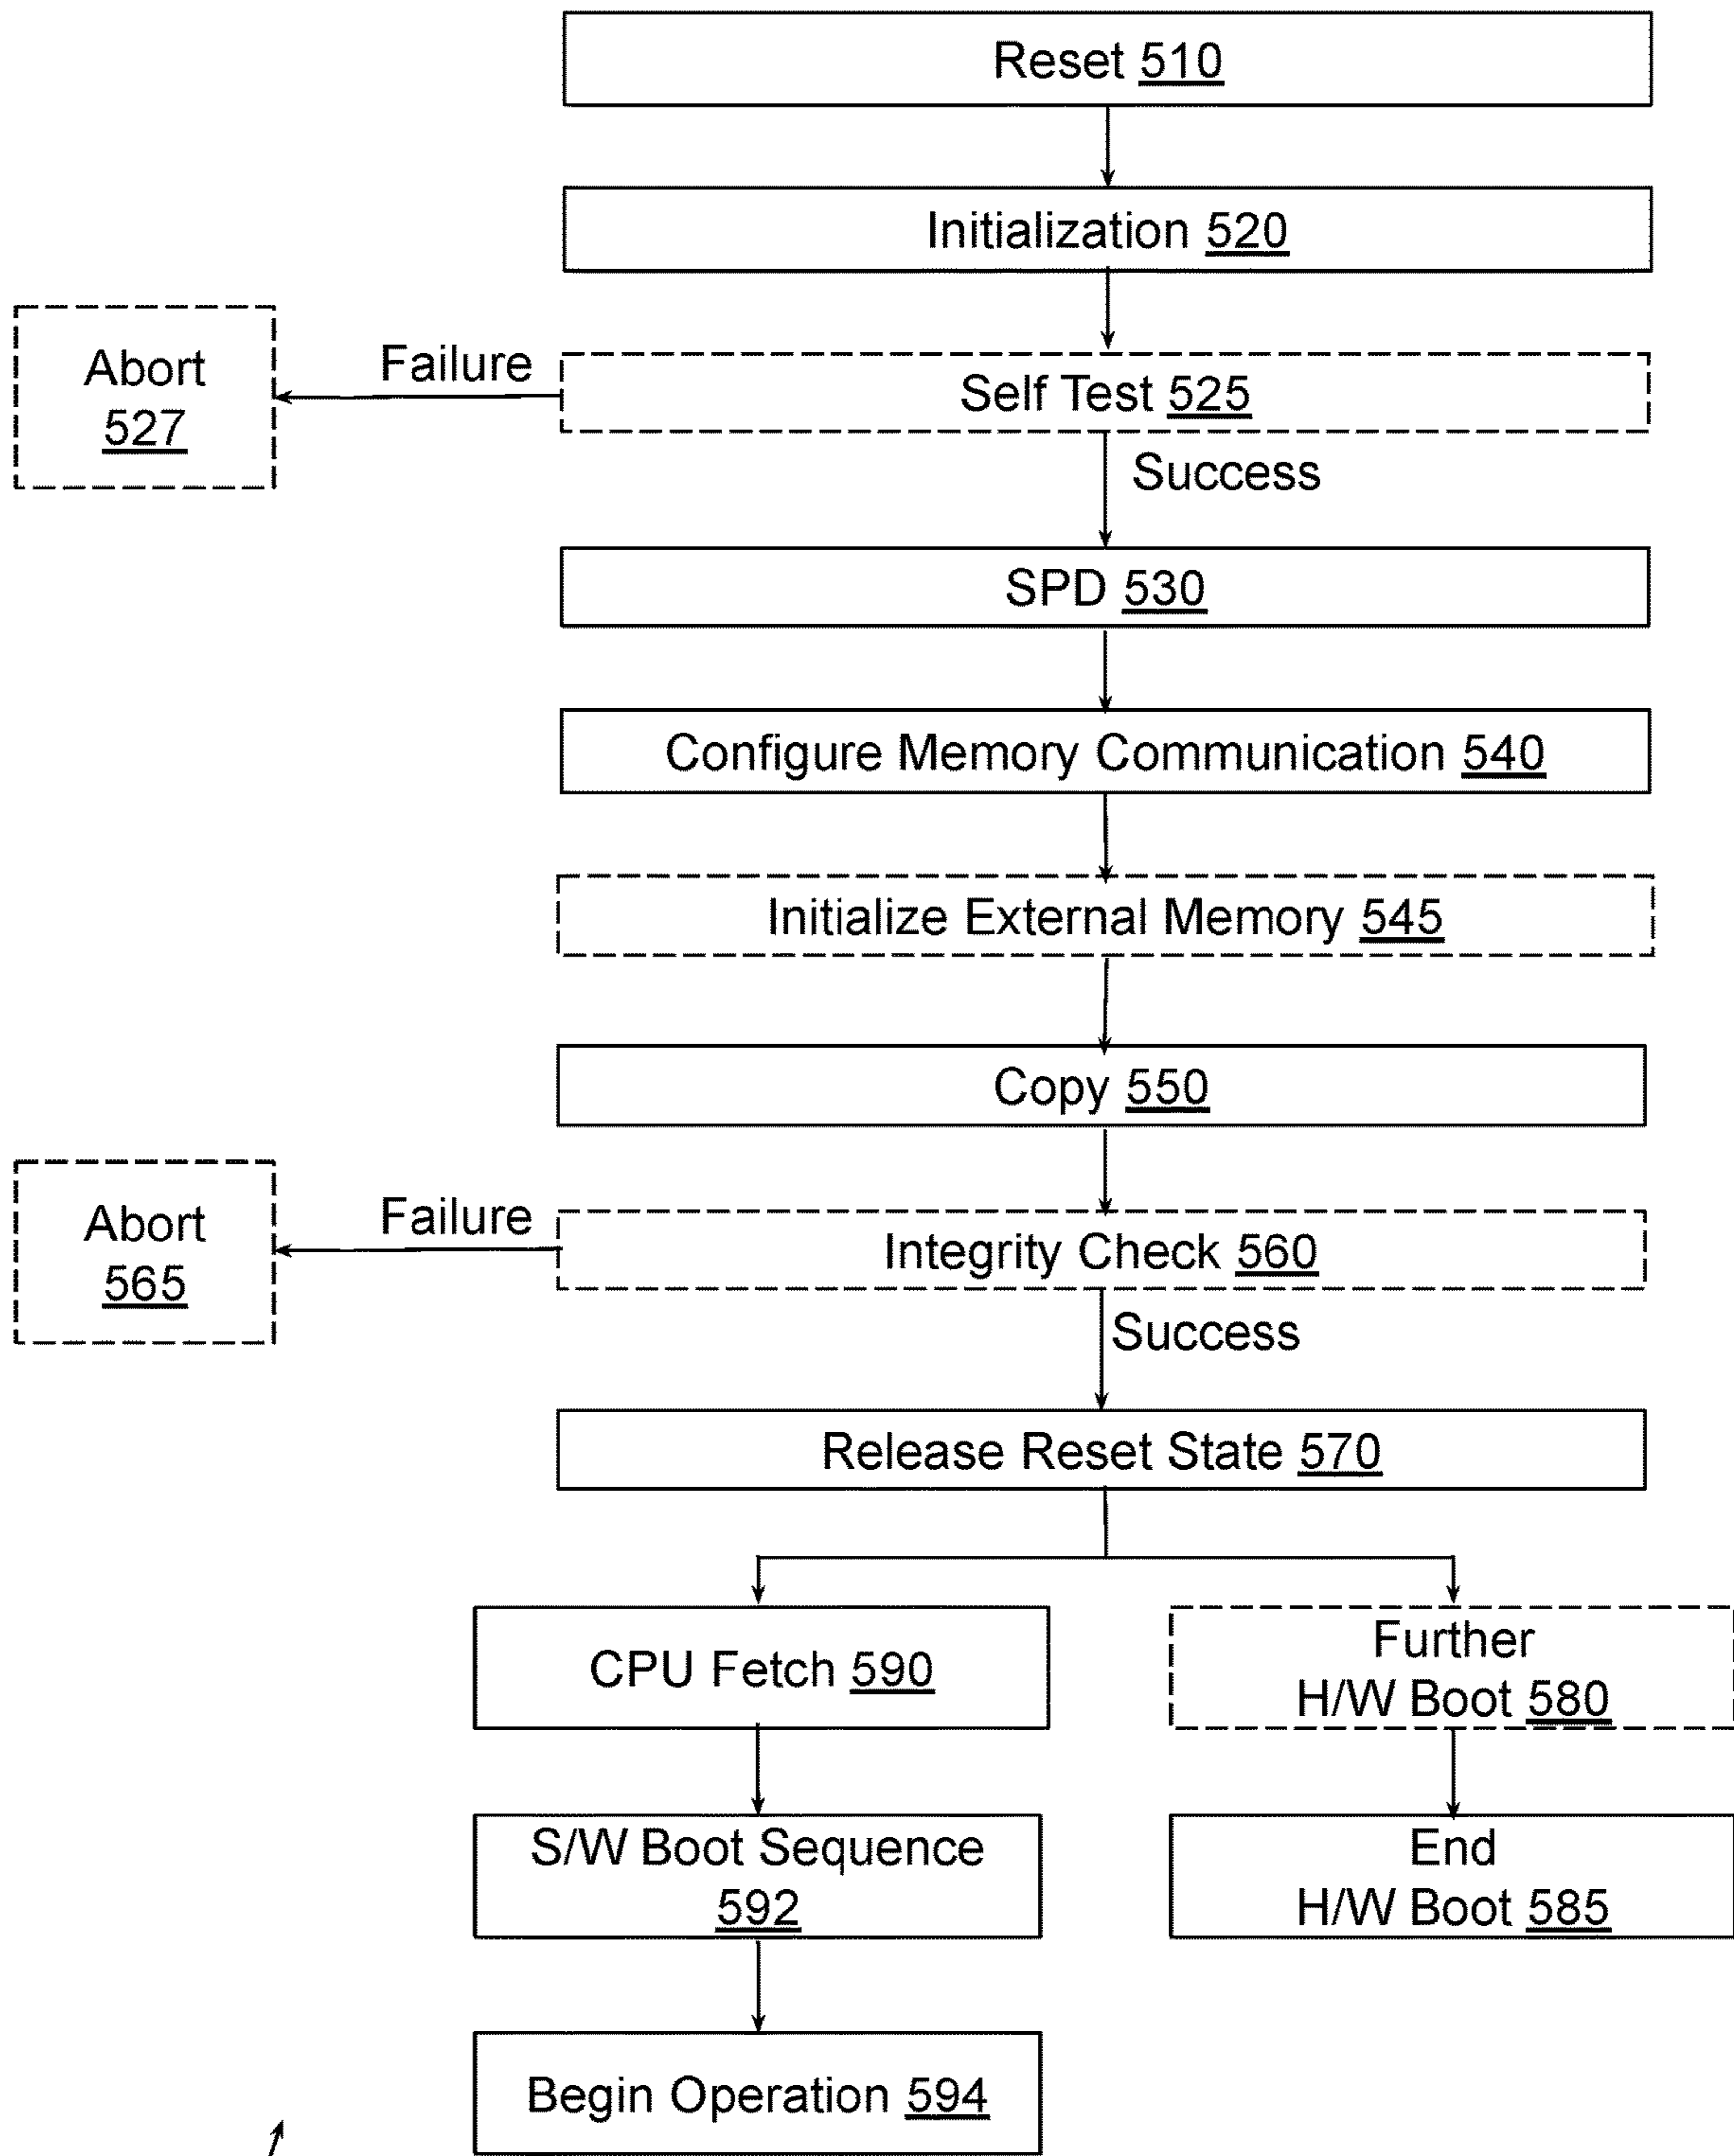 Reset 510
Initialization 520
Abort
527
Failure
Self Test 525
Success
SPD 530
Configure Memory Communication 540
Initialize External Memory 545
Copy 550
Abort
565
Failure
Integrity Check 560
Success
Release Reset State 570
CPU Fetch 590
Further
H/W Boot 580
S/W Boot Sequence
592
End
H/W Boot 585
Begin Operation 594